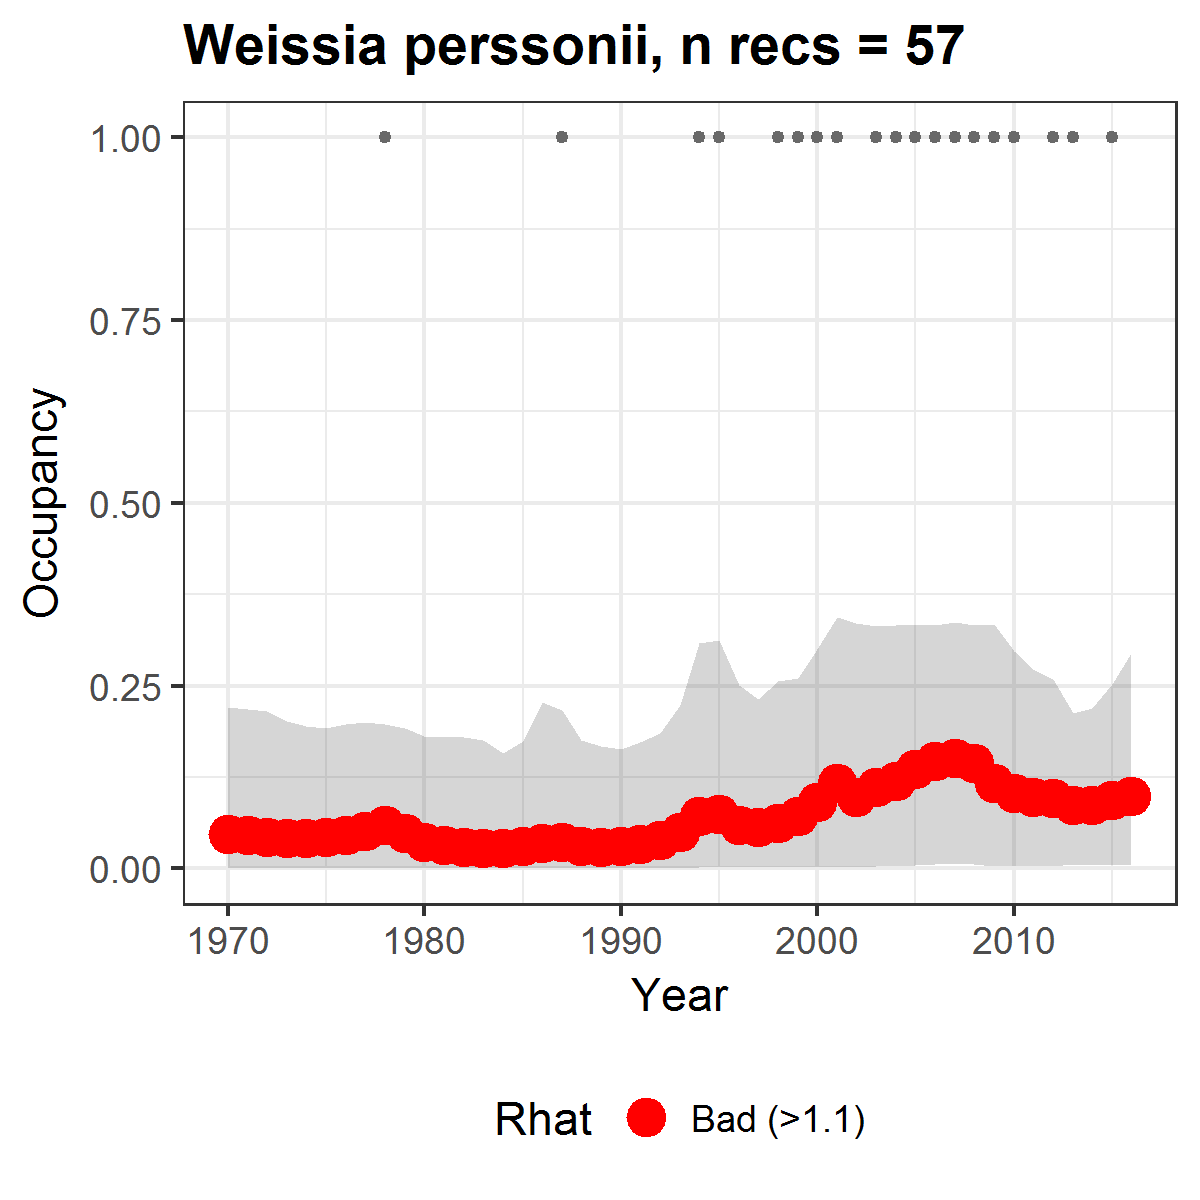 Weissia perssonii, n recs = 57
1.00
0.75
0.50
0.25
0.00
Occupancy
1970 1980 1990 2000 2010
Year
Rhat Bad (>1.1)